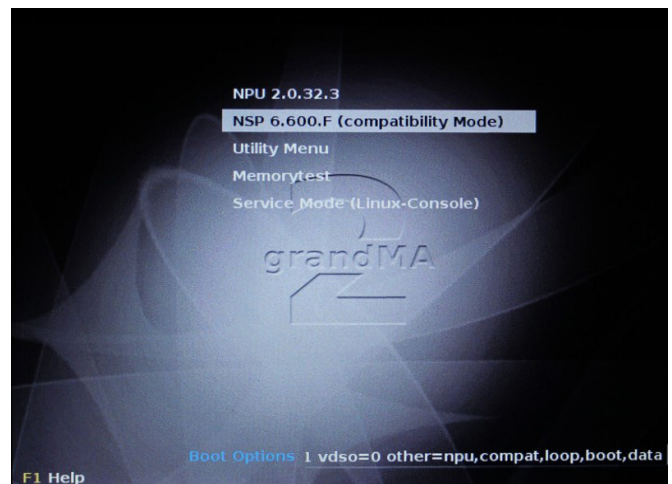 NPU 2.0.32.3
NSP 6.600.F (compatibility Mode)
Utility Menu
Memorytest
Service Mode (Linux-Console)
2
grandMA
Boot Options l vdso=0 other=npu,compat,loop,boot,data
F1 Help